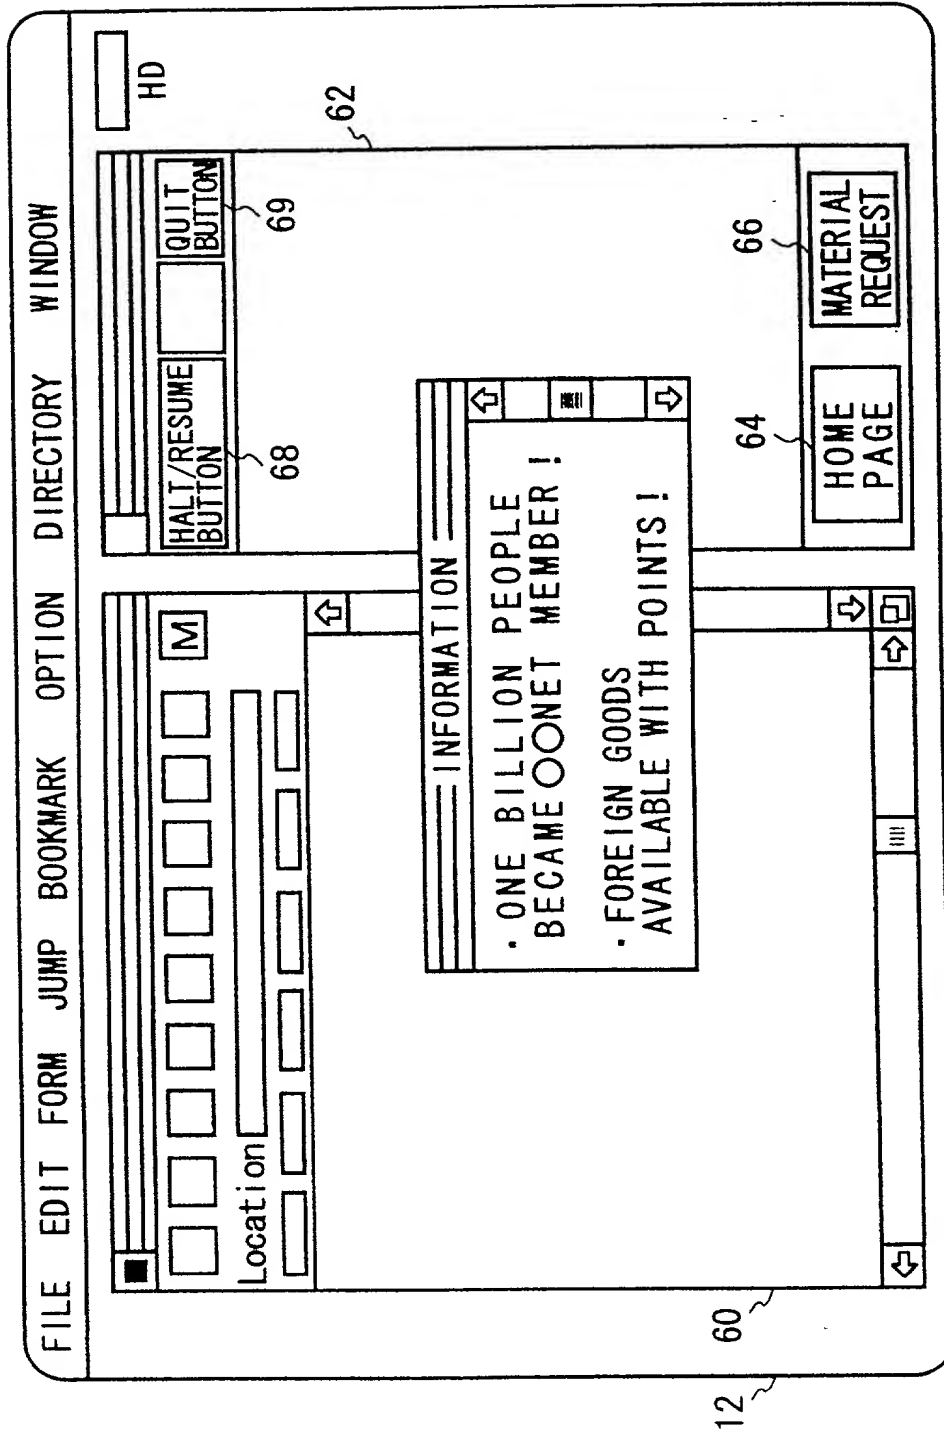 FILE EDIT FORM JUMP BOOKMARK OPTION DIRECTORY WINDOW
HD
M
Location
HALT/RESUME
BUTTON
QUIT
BUTTON
68
69
62
INFORMATION
· ONE BILLION PEOPLE
BECAME ○○NET MEMBER!
· FOREIGN GOODS
AVAILABLE WITH POINTS!
64
66
HOME
PAGE
MATERIAL
REQUEST
60
12